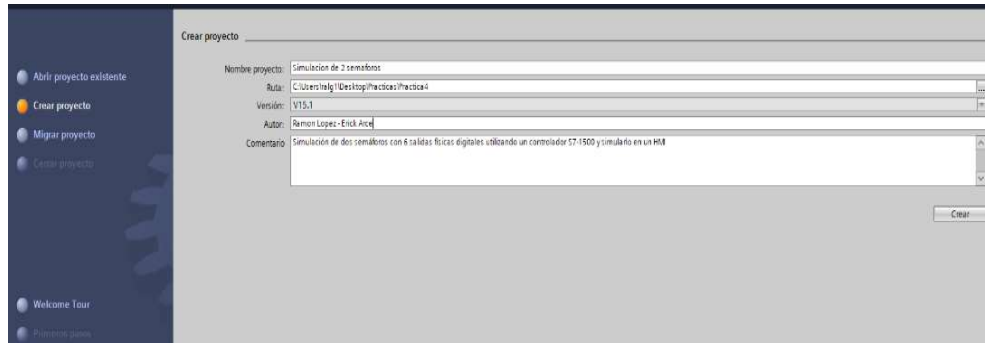 Crear proyecto
Abrir proyecto existente
Crear proyecto
Migrar proyecto
Cerrar proyecto
Welcome Tour
Primeros pasos
Nombre proyecto: Simulacion de 2 semaforos
Ruta: C:\Users\ralg1\Desktop\Practicas\Practica4
...
Versión: V15.1
Autor: Ramon Lopez - Erick Arce
Comentario Simulación de dos semáforos con 6 salidas físicas digitales utilizando un controlador S7-1500 y simularlo en un HMI
Crear